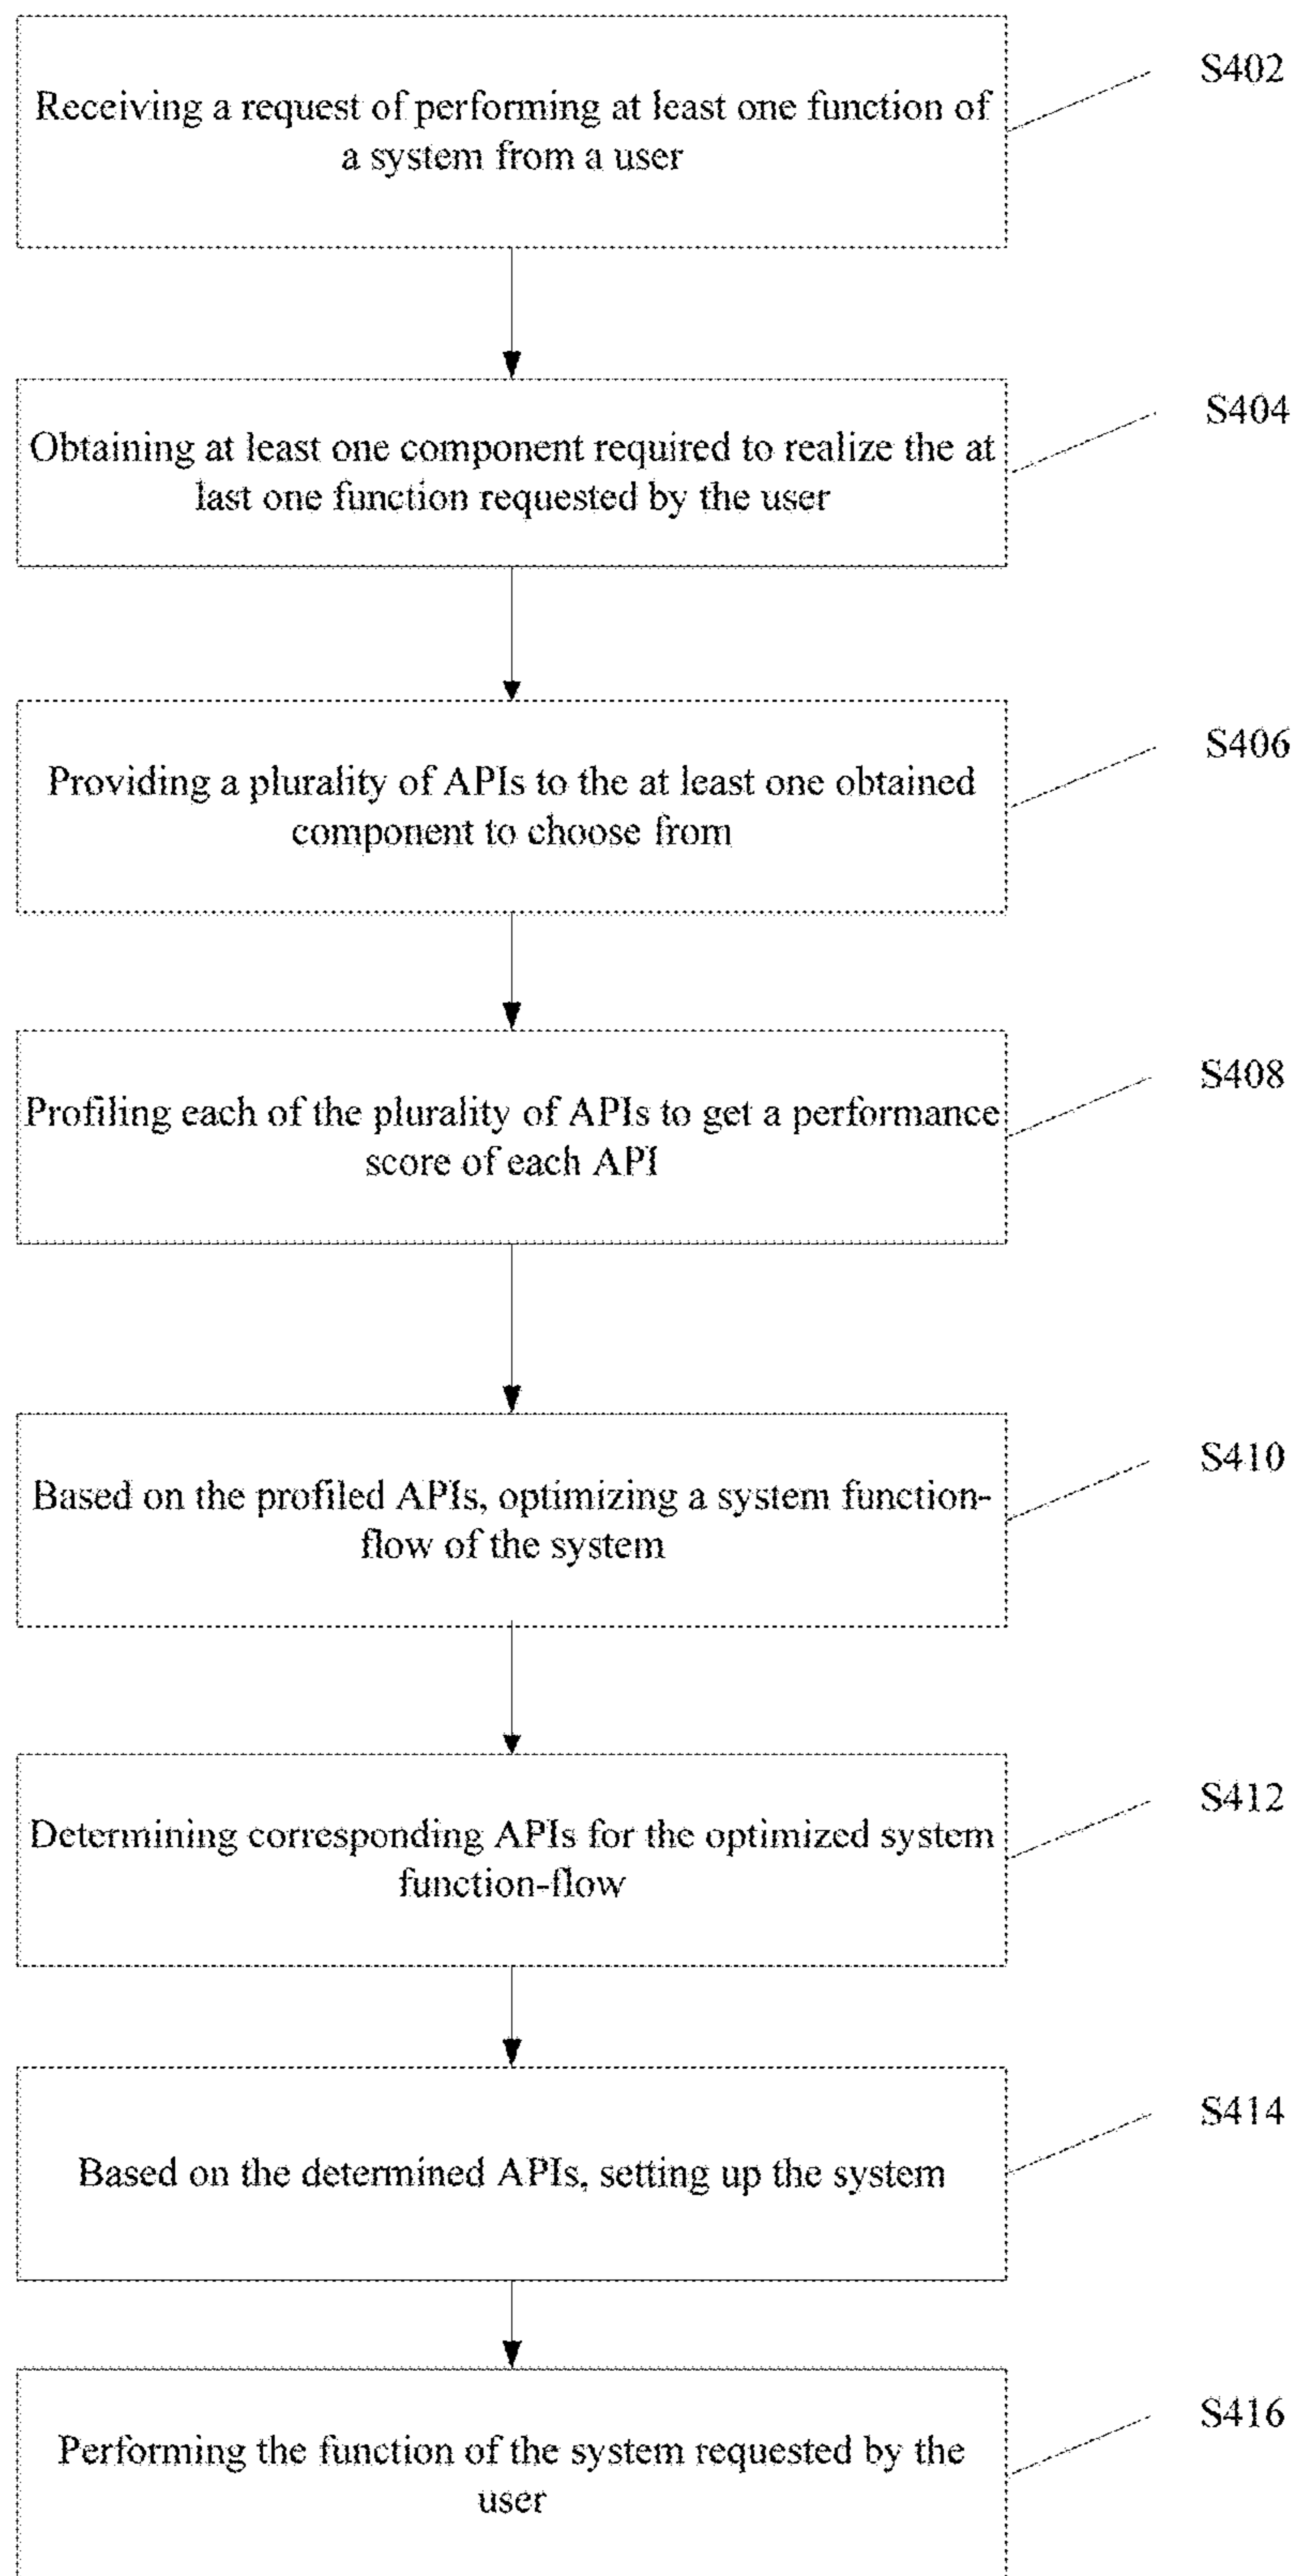 Receiving a request of performing at least one function of
a system from a user
S402
Obtaining at least one component required to realize the at
last one function requested by the user
S404
Providing a plurality of APIs to the at least one obtained
component to choose from
S406
Profiling each of the plurality of APIs to get a performance
score of each API
S408
Based on the profiled APIs, optimizing a system function-
flow of the system
S410
Determining corresponding APIs for the optimized system
function-flow
S412
Based on the determined APIs, setting up the system
S414
Performing the function of the system requested by the
user
S416